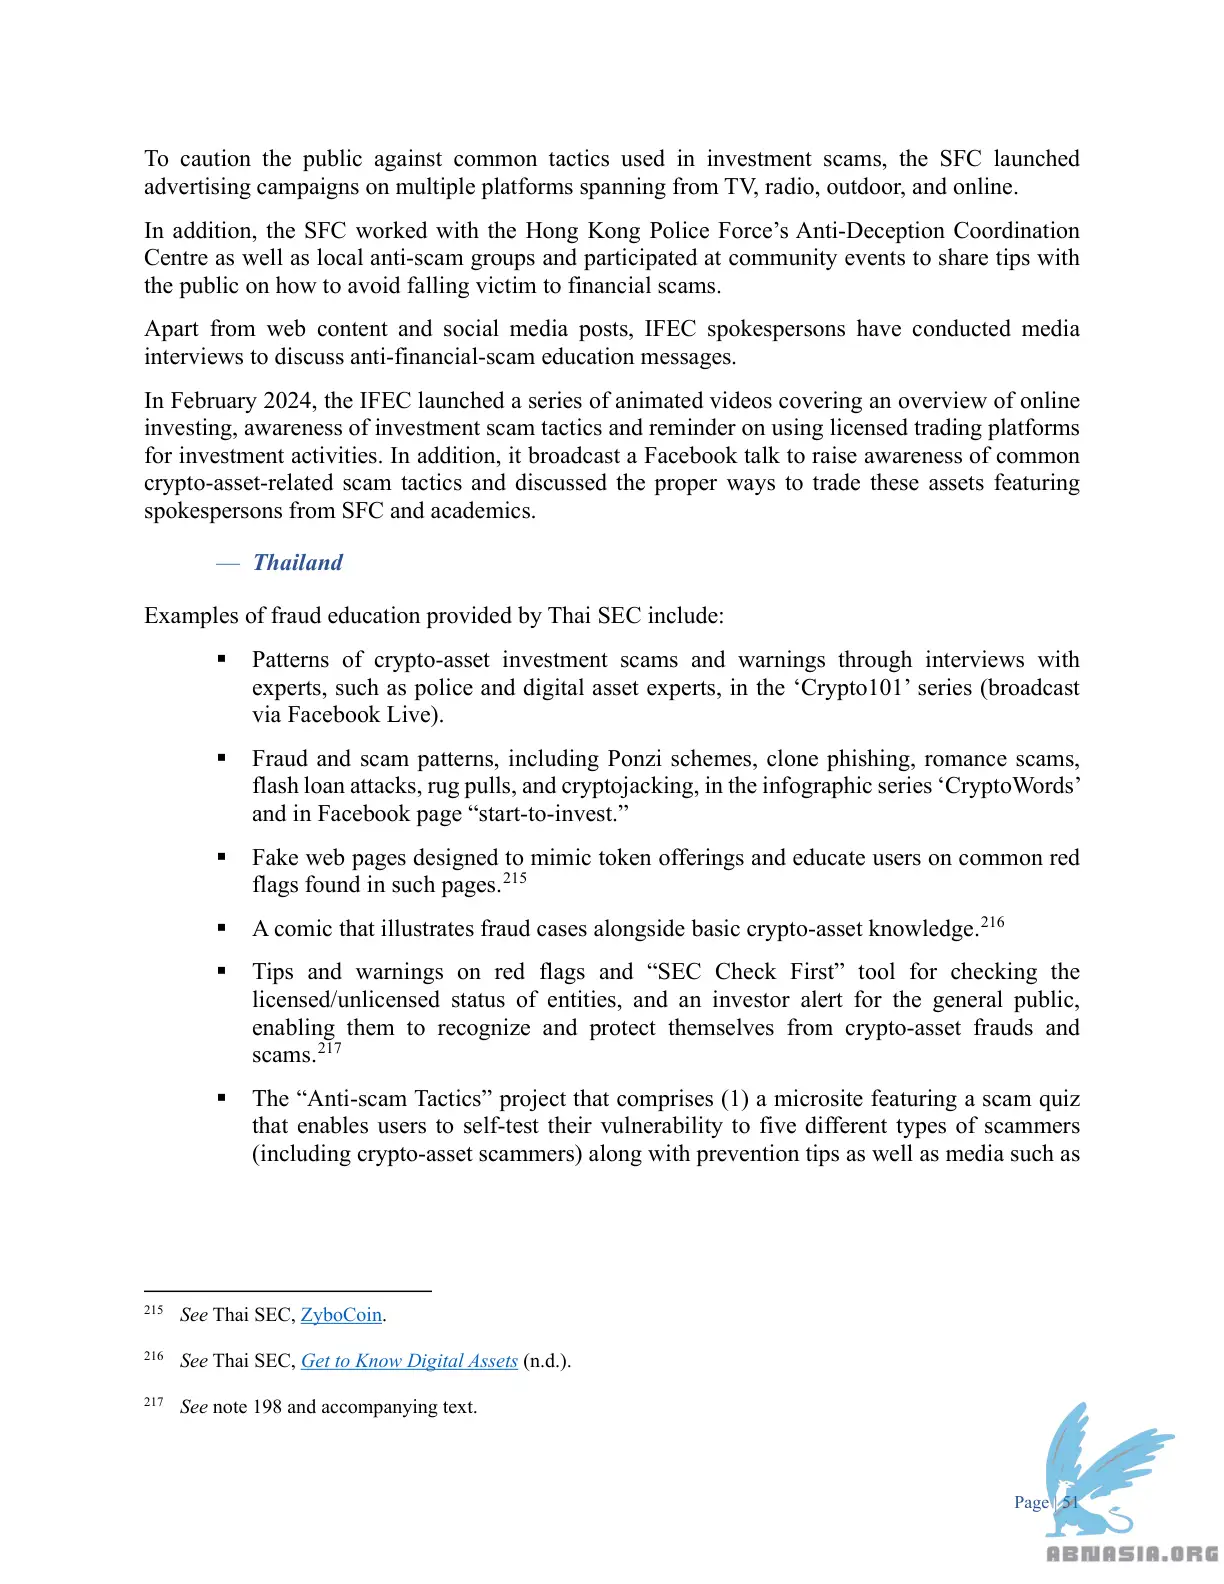 To caution the public against common tactics used in investment scams, the SFC launched
advertising campaigns on multiple platforms spanning from TV, radio, outdoor, and online.
In addition, the SFC worked with the Hong Kong Police Force’s Anti-Deception Coordination
Centre as well as local anti-scam groups and participated at community events to share tips with
the public on how to avoid falling victim to financial scams.
Apart from web content and social media posts, IFEC spokespersons have conducted media
interviews to discuss anti-financial-scam education messages.
In February 2024, the IFEC launched a series of animated videos covering an overview of online
investing, awareness of investment scam tactics and reminder on using licensed trading platforms
for investment activities. In addition, it broadcast a Facebook talk to raise awareness of common
crypto-asset-related scam tactics and discussed the proper ways to trade these assets featuring
spokespersons from SFC and academics.
— Thailand
Examples of fraud education provided by Thai SEC include:
▪ Patterns of crypto-asset investment scams and warnings through interviews with
experts, such as police and digital asset experts, in the ‘Crypto101’ series (broadcast
via Facebook Live).
▪ Fraud and scam patterns, including Ponzi schemes, clone phishing, romance scams,
flash loan attacks, rug pulls, and cryptojacking, in the infographic series ‘CryptoWords’
and in Facebook page “start-to-invest.”
▪ Fake web pages designed to mimic token offerings and educate users on common red
flags found in such pages.215
▪ A comic that illustrates fraud cases alongside basic crypto-asset knowledge.216
▪ Tips and warnings on red flags and “SEC Check First” tool for checking the
licensed/unlicensed status of entities, and an investor alert for the general public,
enabling them to recognize and protect themselves from crypto-asset frauds and
scams.217
▪ The “Anti-scam Tactics” project that comprises (1) a microsite featuring a scam quiz
that enables users to self-test their vulnerability to five different types of scammers
(including crypto-asset scammers) along with prevention tips as well as media such as
215 See Thai SEC, ZyboCoin.
216 See Thai SEC, Get to Know Digital Assets (n.d.).
217 See note 198 and accompanying text.
Page | 51
ABNASIA.ORG